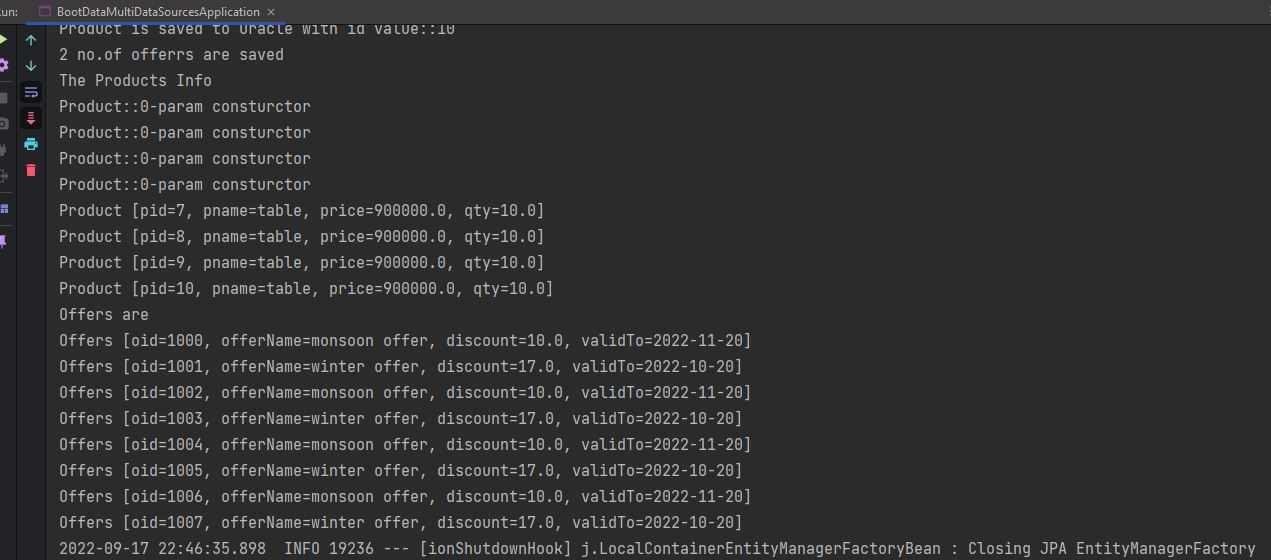 Run: BootDataMultiDataSourcesApplication ×
Product is saved to Oracle with id value::10
2 no.of offerrs are saved
The Products Info
Product::0-param consturctor
Product::0-param consturctor
Product::0-param consturctor
Product::0-param consturctor
Product [pid=7, pname=table, price=900000.0, qty=10.0]
Product [pid=8, pname=table, price=900000.0, qty=10.0]
Product [pid=9, pname=table, price=900000.0, qty=10.0]
Product [pid=10, pname=table, price=900000.0, qty=10.0]
Offers are
Offers [oid=1000, offerName=monsoon offer, discount=10.0, validTo=2022-11-20]
Offers [oid=1001, offerName=winter offer, discount=17.0, validTo=2022-10-20]
Offers [oid=1002, offerName=monsoon offer, discount=10.0, validTo=2022-11-20]
Offers [oid=1003, offerName=winter offer, discount=17.0, validTo=2022-10-20]
Offers [oid=1004, offerName=monsoon offer, discount=10.0, validTo=2022-11-20]
Offers [oid=1005, offerName=winter offer, discount=17.0, validTo=2022-10-20]
Offers [oid=1006, offerName=monsoon offer, discount=10.0, validTo=2022-11-20]
Offers [oid=1007, offerName=winter offer, discount=17.0, validTo=2022-10-20]
2022-09-17 22:46:35.898  INFO 19236 --- [ionShutdownHook] j.LocalContainerEntityManagerFactoryBean : Closing JPA EntityManagerFactory